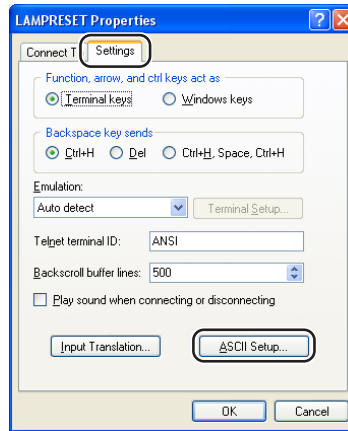 LAMPRESET Properties
Connect T Settings
Function, arrow, and ctrl keys act as
Terminal keys Windows keys
Backspace key sends
Ctrl+H Del Ctrl+H, Space, Ctrl+H
Emulation:
Auto detect Terminal Setup...
Telnet terminal ID: ANSI
Backscroll buffer lines: 500
Play sound when connecting or disconnecting
Input Translation... ASCII Setup...
OK Cancel